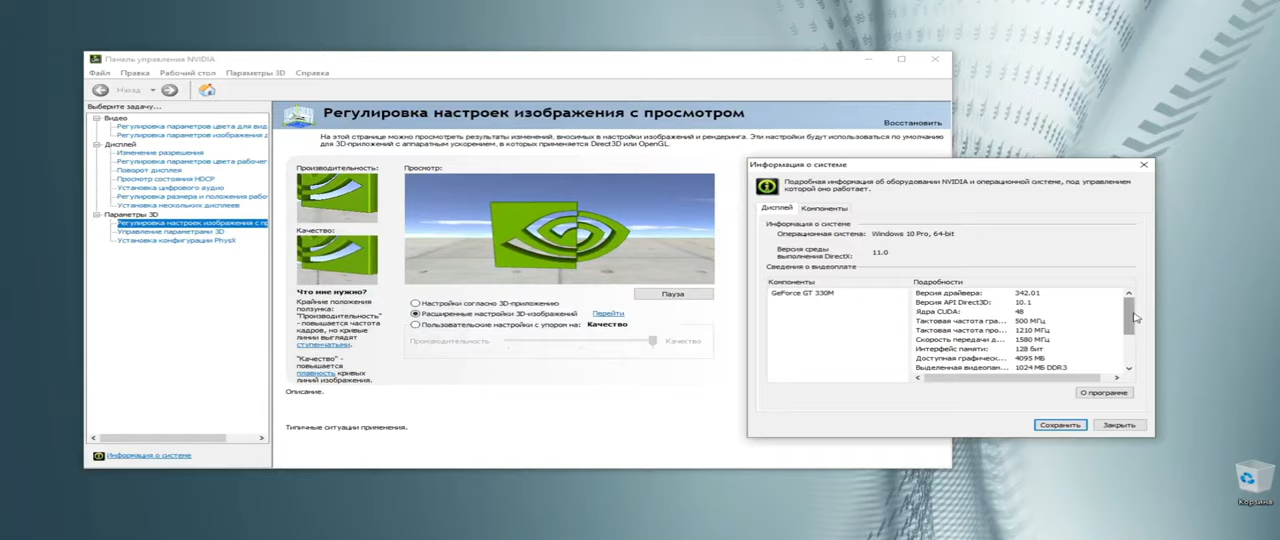 Панель управления NVIDIA
Файл Правка Рабочий стол Параметры 3D Справка
Назад
Выберите задачу...
Видео
Регулировка параметров цвета для вид
Регулировка параметров изображения д
Дисплей
Изменение разрешения
Регулировка параметров цвета рабочег
Поворот дисплея
Просмотр состояния HDCP
Установка цифрового аудио
Регулировка размера и положения рабо
Установка нескольких дисплеев
Параметры 3D
Регулировка настроек изображения с пр
Управление параметрами 3D
Установка конфигурации PhysX
Информация о системе
Регулировка настроек изображения с просмотром
Восстановить
На этой странице можно просмотреть результаты изменений, вносимых в настройки изображений и рендеринга. Эти настройки будут использоваться по умолчанию
для 3D-приложений с аппаратным ускорением, в которых применяется Direct3D или OpenGL.
Производительность:
Качество:
Что мне нужно?
Крайние положения
ползунка:
"Производительность"
- повышается частота
кадров, но кривые
линии выглядят
ступенчатыми.
"Качество" -
повышается
плавность кривых
линий изображения.
Просмотр:
Пауза
Настройки согласно 3D-приложению
Расширенные настройки 3D-изображений Перейти
Пользовательские настройки с упором на: Качество
Производительность Качество
Описание.
Типичные ситуации применения.
Информация о системе
Подробная информация об оборудовании NVIDIA и операционной системе, под управлением
которой оно работает.
Дисплей Компоненты
Информация о системе
Операционная система: Windows 10 Pro, 64-bit
Версия среды
выполнения DirectX: 11.0
Сведения о видеоплате
Компоненты
GeForce GT 330M
Подробности
Версия драйвера: 342.01
Версия API Direct3D: 10.1
Ядра CUDA: 48
Тактовая частота гра... 500 МГц
Тактовая частота про... 1210 МГц
Скорость передачи д... 1580 МГц
Интерфейс памяти: 128 бит
Доступная графическ... 4095 МБ
Выделенная видеопам... 1024 МБ DDR3
О программе
Сохранить Закрыть
Корзина